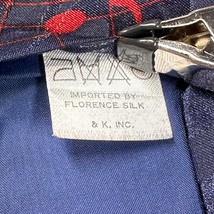 IMPORTED BY
FLORENCE SILK
& K, INC.